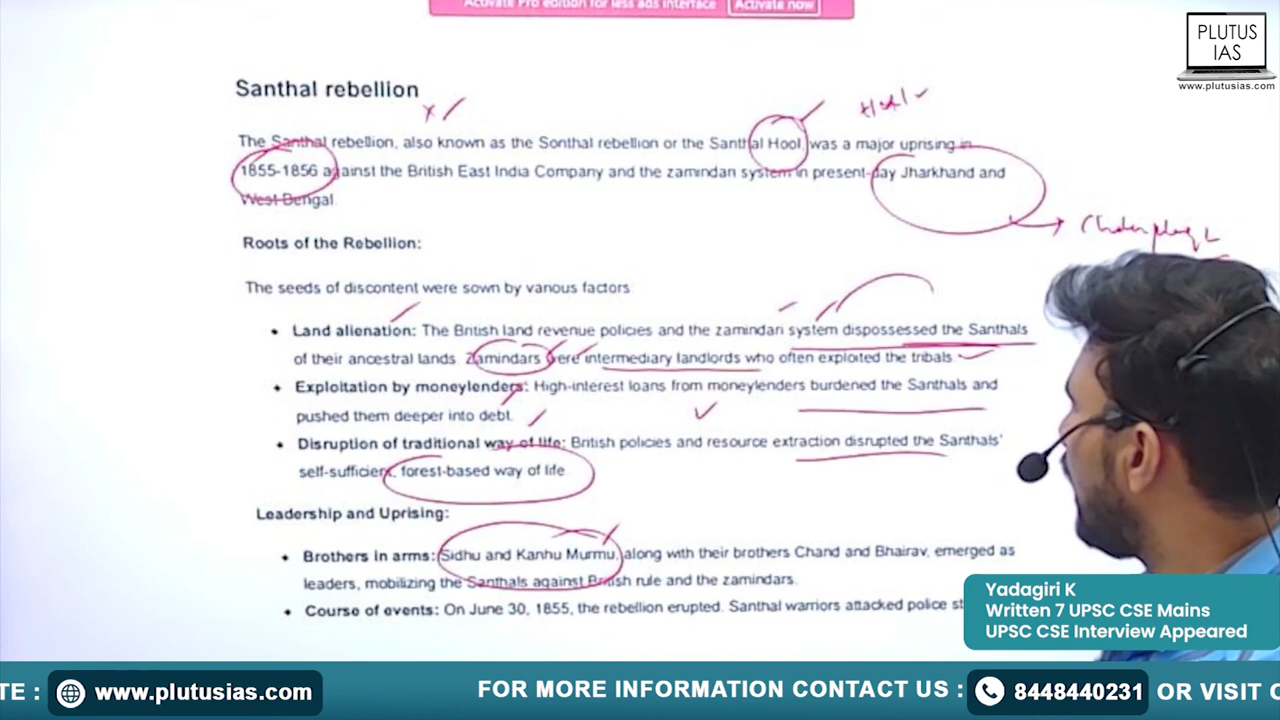 Activate Pro edition for less ads interface Activate now
PLUTUS
IAS
www.plutusias.com
Santhal rebellion
Hool
The Santhal rebellion, also known as the Sonthal rebellion or the Santhal Hool, was a major uprising in
1855-1856 against the British East India Company and the zamindari system in present-day Jharkhand and
West Bengal
Roots of the Rebellion:
The seeds of discontent were sown by various factors
Land alienation: The British land revenue policies and the zamindari system dispossessed the Santhals
of their ancestral lands. Zamindars were intermediary landlords who often exploited the tribals
Exploitation by moneylenders: High-interest loans from moneylenders burdened the Santhals and
pushed them deeper into debt.
Disruption of traditional way of life: British policies and resource extraction disrupted the Santhals'
self-sufficient, forest-based way of life
Leadership and Uprising:
Brothers in arms: Sidhu and Kanhu Murmu, along with their brothers Chand and Bhairav, emerged as
leaders, mobilizing the Santhals against British rule and the zamindars.
Course of events: On June 30, 1855, the rebellion erupted. Santhal warriors attacked police st
Yadagiri K
Written 7 UPSC CSE Mains
UPSC CSE Interview Appeared
TE : www.plutusias.com FOR MORE INFORMATION CONTACT US : 8448440231 OR VISIT